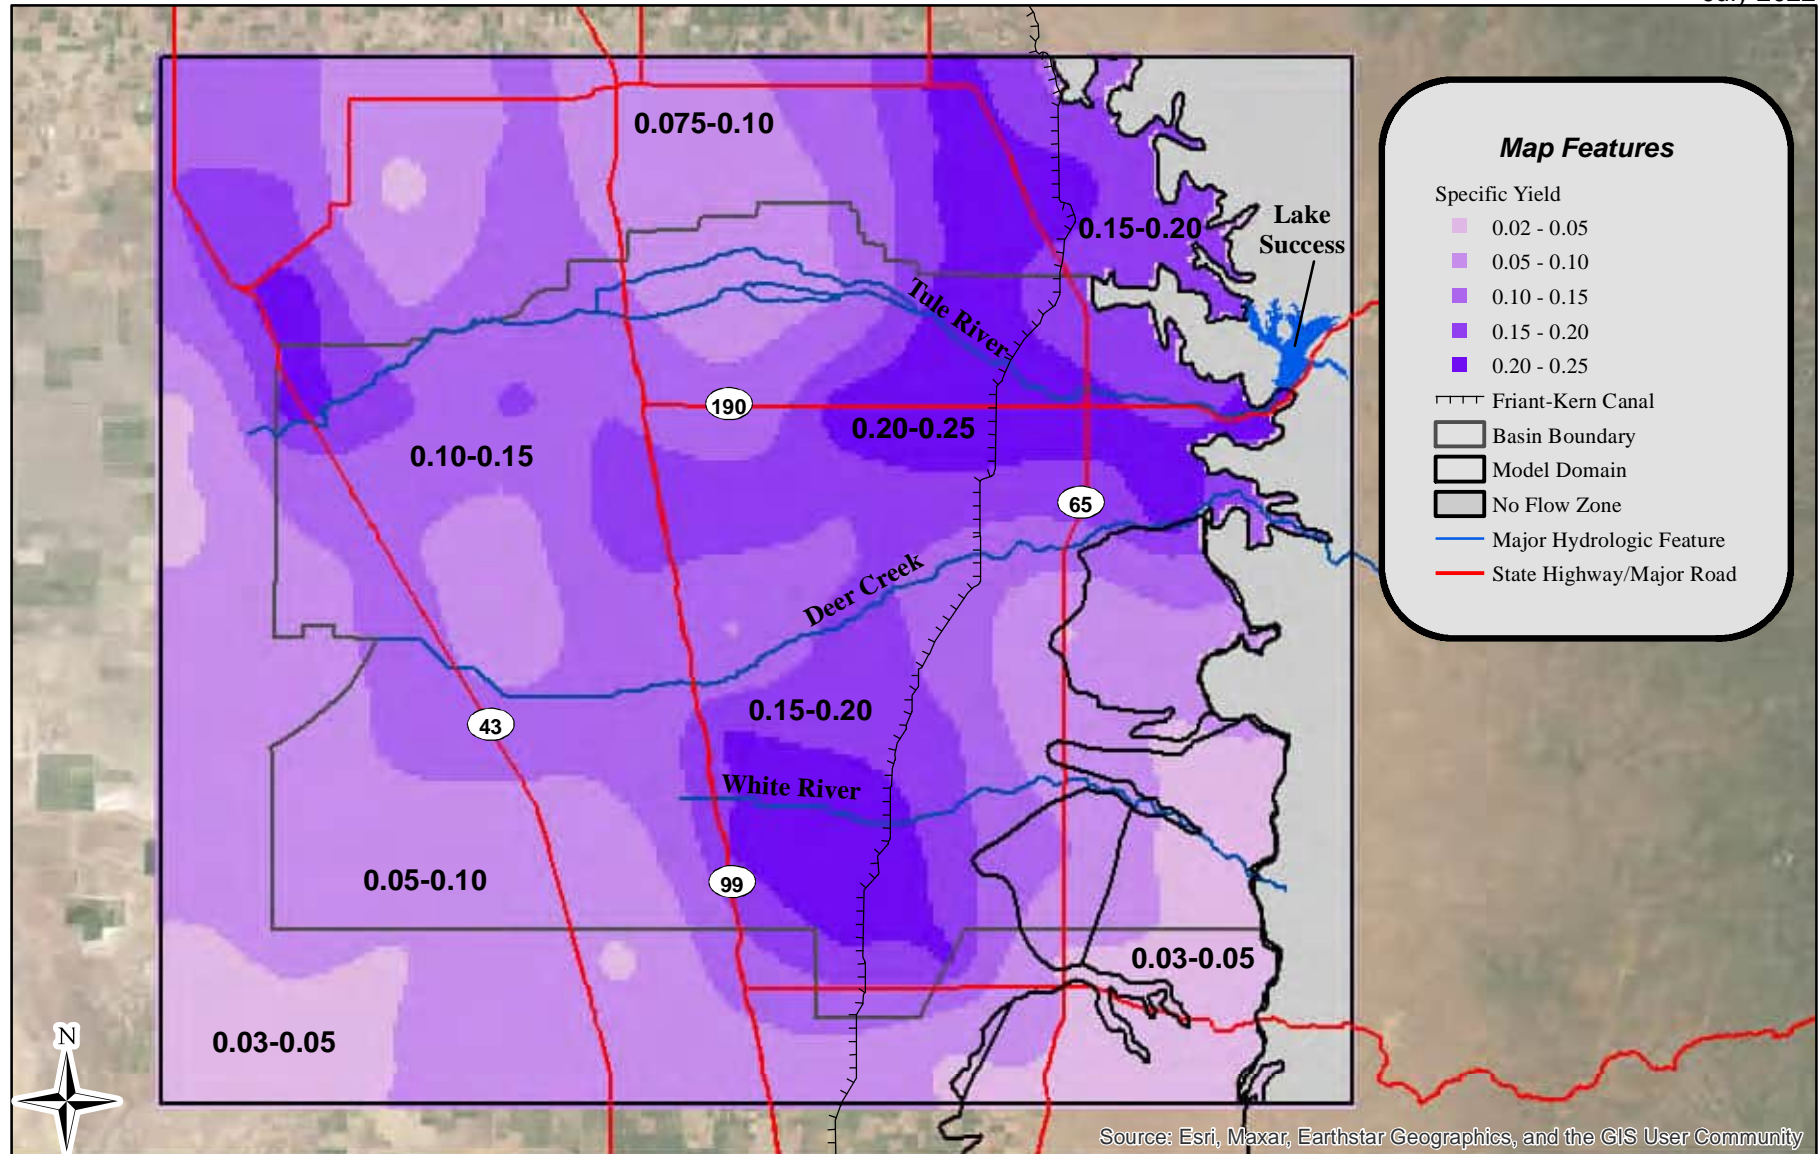 0.075-0.10
0.15-0.20
Lake
Success
Tule River
190
0.20-0.25
0.10-0.15
65
Deer Creek
0.15-0.20
43
White River
0.05-0.10
99
0.03-0.05
0.03-0.05
N
Map Features
Specific Yield
0.02 - 0.05
0.05 - 0.10
0.10 - 0.15
0.15 - 0.20
0.20 - 0.25
Friant-Kern Canal
Basin Boundary
Model Domain
No Flow Zone
Major Hydrologic Feature
State Highway/Major Road
Source: Esri, Maxar, Earthstar Geographics, and the GIS User Community